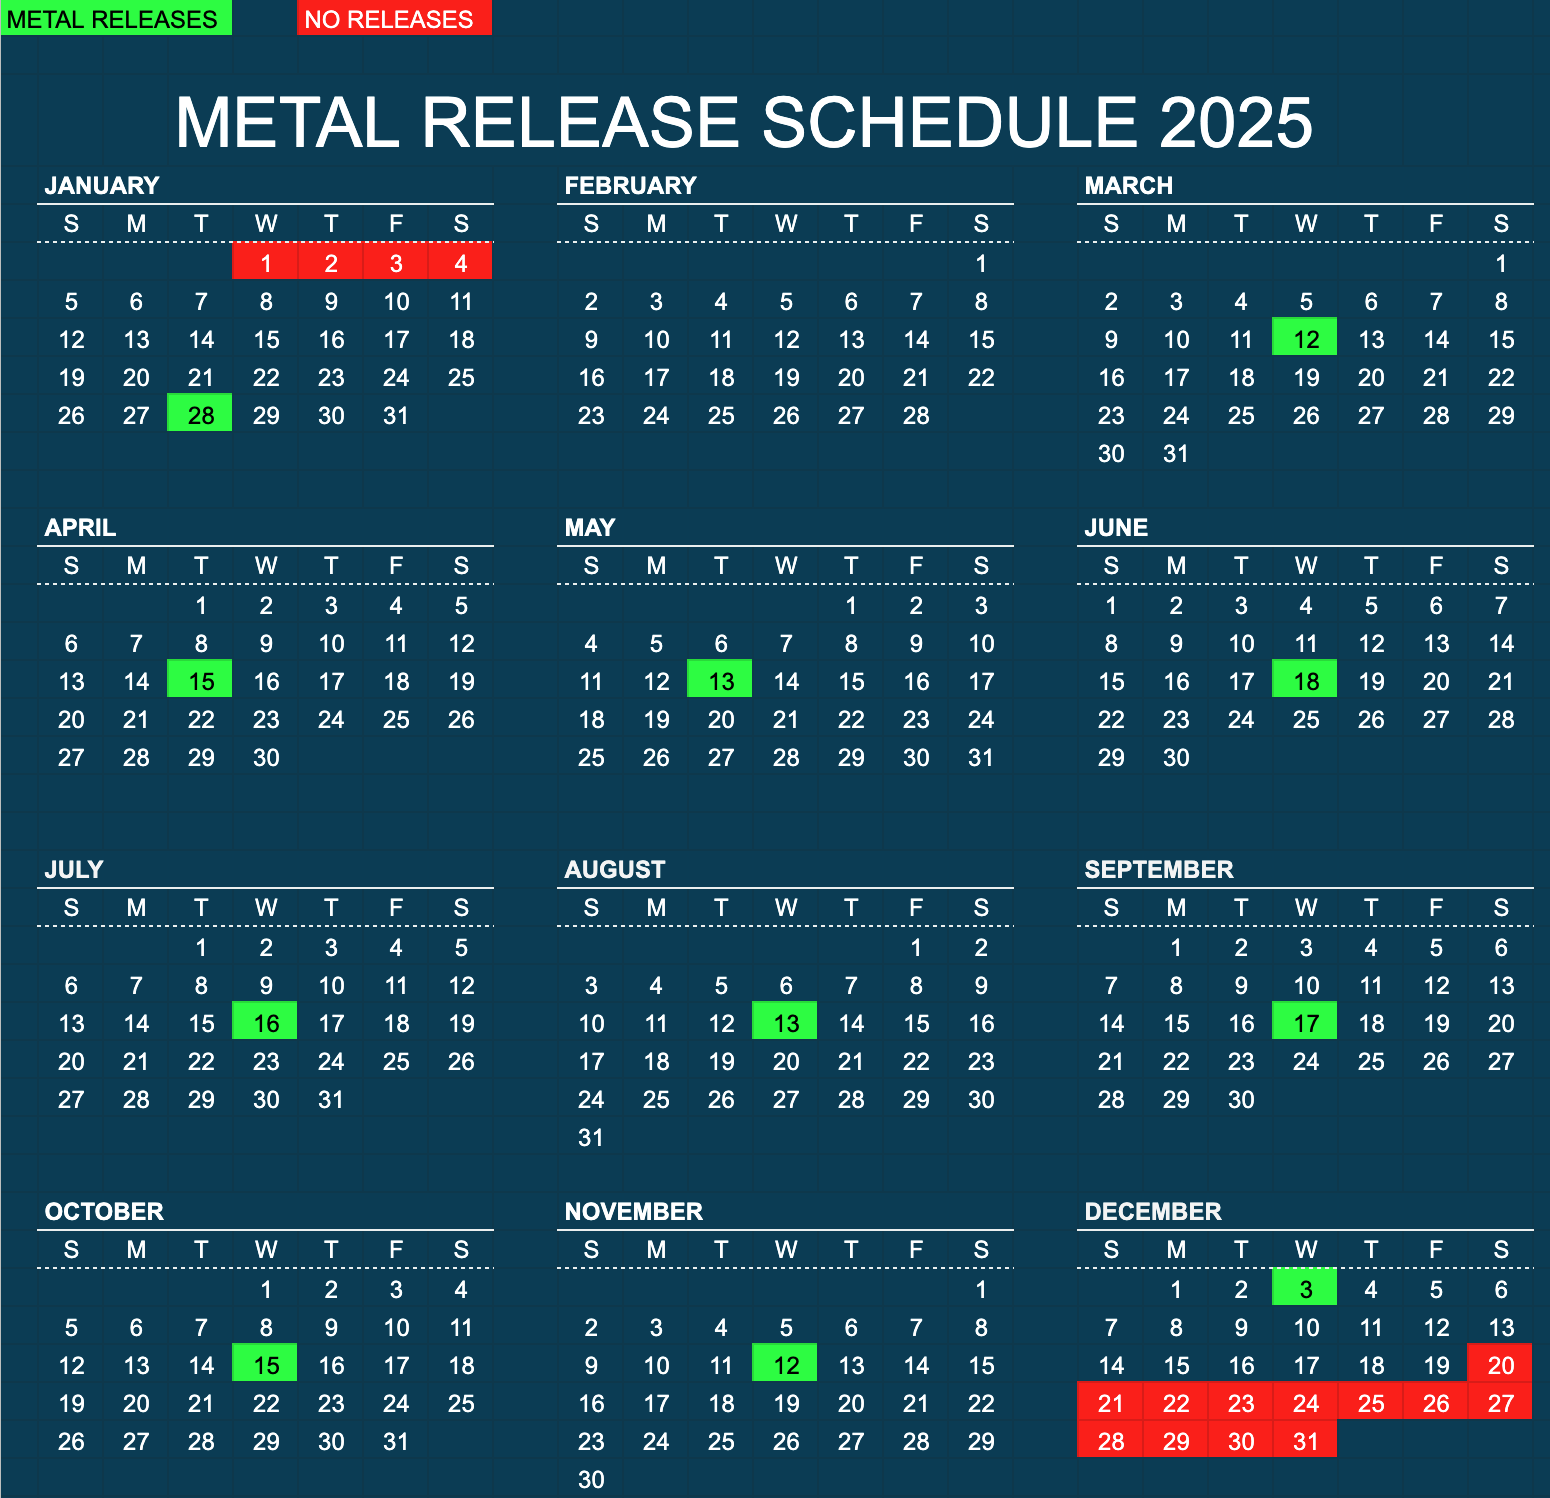 METAL RELEASES NO RELEASES
METAL RELEASE SCHEDULE 2025
JANUARY FEBRUARY MARCH
S M T W T F S S M T W T F S S M T W T F S
1 2 3 4 1 1
5 6 7 8 9 10 11 2 3 4 5 6 7 8 2 3 4 5 6 7 8
12 13 14 15 16 17 18 9 10 11 12 13 14 15 9 10 11 12 13 14 15
19 20 21 22 23 24 25 16 17 18 19 20 21 22 16 17 18 19 20 21 22
26 27 28 29 30 31 23 24 25 26 27 28 23 24 25 26 27 28 29
30 31
APRIL MAY JUNE
S M T W T F S S M T W T F S S M T W T F S
1 2 3 4 5 1 2 3 1 2 3 4 5 6 7
6 7 8 9 10 11 12 4 5 6 7 8 9 10 8 9 10 11 12 13 14
13 14 15 16 17 18 19 11 12 13 14 15 16 17 15 16 17 18 19 20 21
20 21 22 23 24 25 26 18 19 20 21 22 23 24 22 23 24 25 26 27 28
27 28 29 30 25 26 27 28 29 30 31 29 30
JULY AUGUST SEPTEMBER
S M T W T F S S M T W T F S S M T W T F S
1 2 3 4 5 1 2 1 2 3 4 5 6
6 7 8 9 10 11 12 3 4 5 6 7 8 9 7 8 9 10 11 12 13
13 14 15 16 17 18 19 10 11 12 13 14 15 16 14 15 16 17 18 19 20
20 21 22 23 24 25 26 17 18 19 20 21 22 23 21 22 23 24 25 26 27
27 28 29 30 31 24 25 26 27 28 29 30 28 29 30
31
OCTOBER NOVEMBER DECEMBER
S M T W T F S S M T W T F S S M T W T F S
1 2 3 4 1 1 2 3 4 5 6
5 6 7 8 9 10 11 2 3 4 5 6 7 8 7 8 9 10 11 12 13
12 13 14 15 16 17 18 9 10 11 12 13 14 15 14 15 16 17 18 19 20
19 20 21 22 23 24 25 16 17 18 19 20 21 22 21 22 23 24 25 26 27
26 27 28 29 30 31 23 24 25 26 27 28 29 28 29 30 31
30